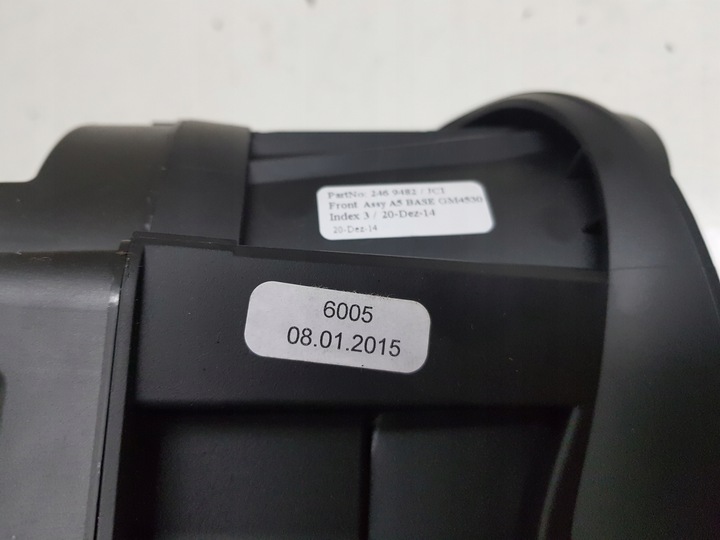 PartNo: 246 9482 / JCI
Front Assy A5 BASE GM4530
Index 3 / 20-Dez-14
20-Dez-14
6005
08.01.2015